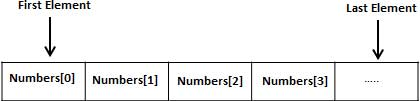 First Element
Last Element
Numbers[0] Numbers[1] Numbers[2] Numbers[3] .....